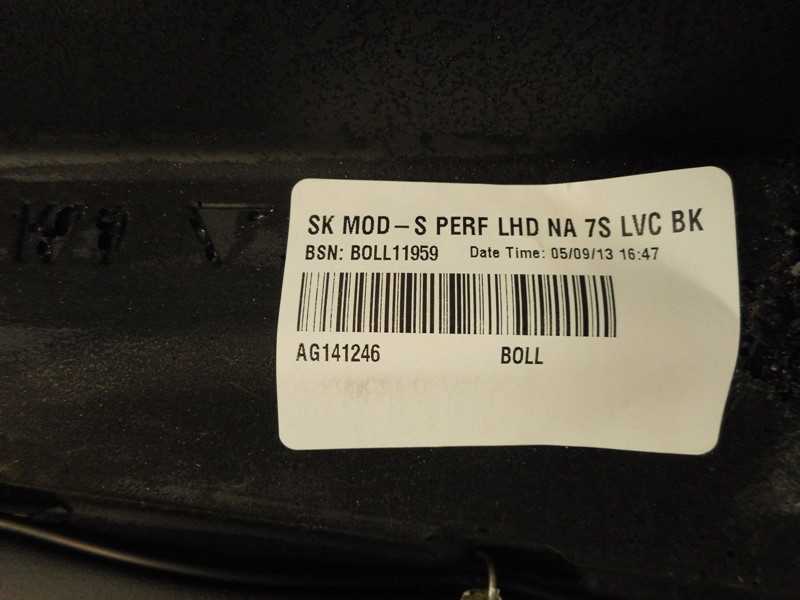 SK MOD-S PERF LHD NA 7S LVC BK
BSN: BOLL11959 Date Time: 05/09/13 16:47
AG141246 BOLL